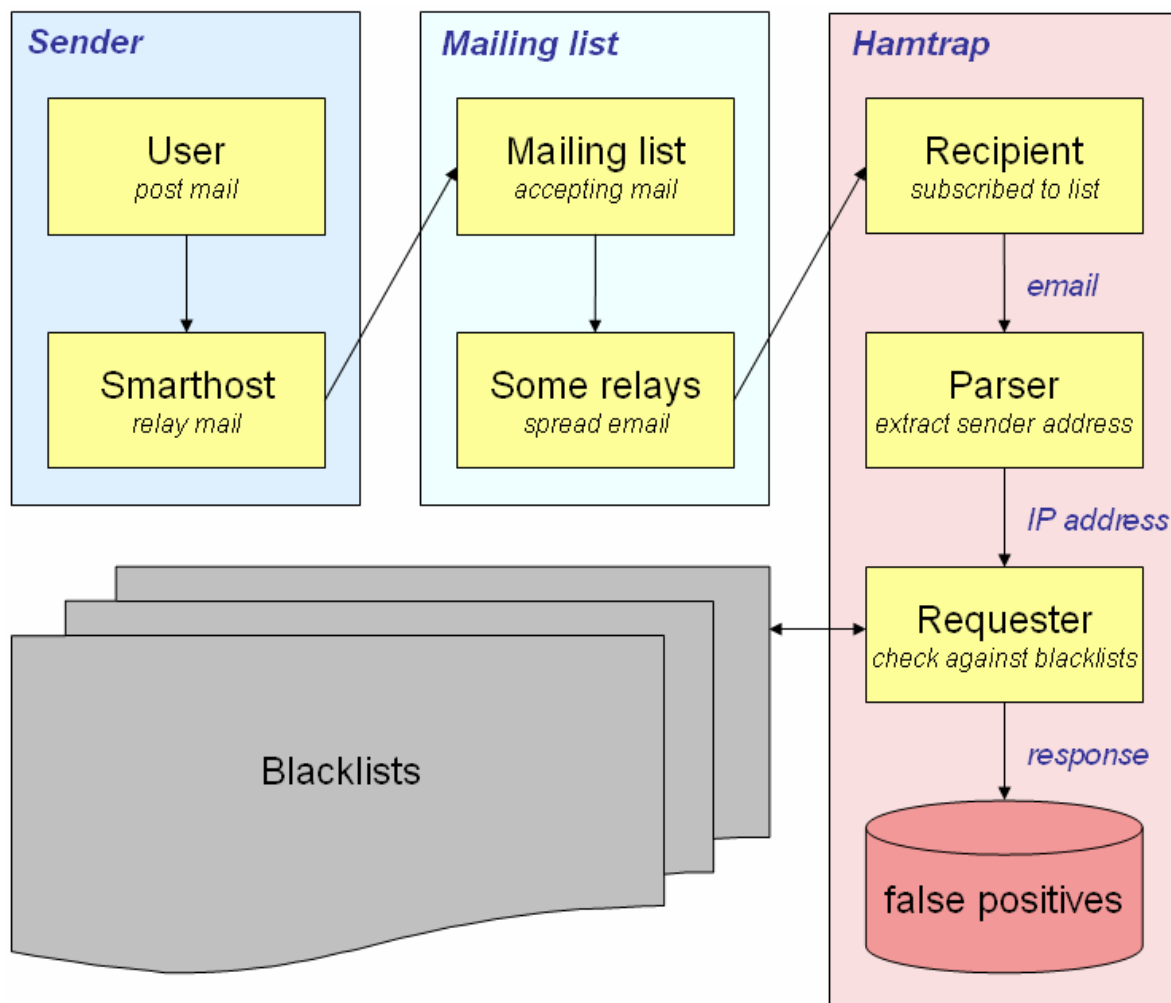 Sender
User
post mail
Smarthost
relay mail
Mailing list
Mailing list
accepting mail
Some relays
spread email
Hamtrap
Recipient
subscribed to list
email
Parser
extract sender address
IP address
Requester
check against blacklists
response
false positives
Blacklists